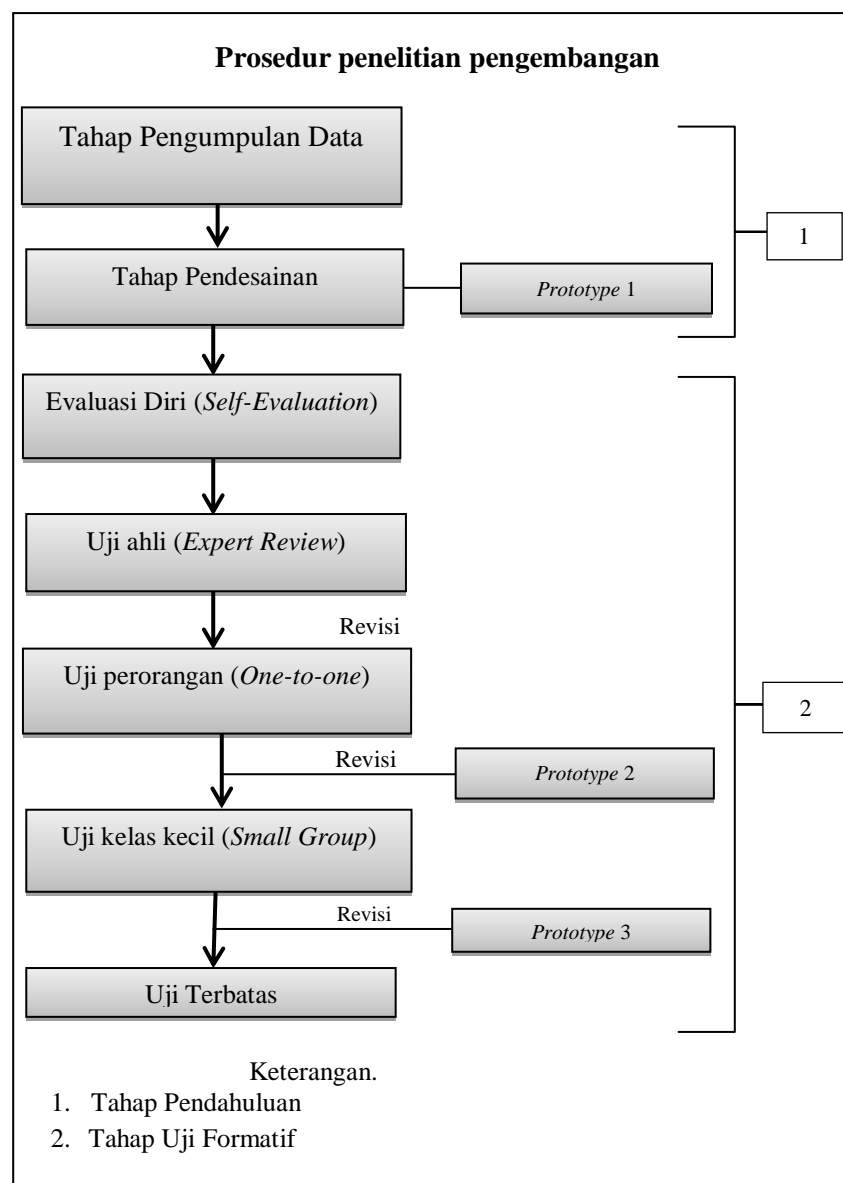 Prosedur penelitian pengembangan
Tahap Pengumpulan Data
1
Tahap Pendesainan
Prototype 1
Evaluasi Diri (Self-Evaluation)
Uji ahli (Expert Review)
Revisi
Uji perorangan (One-to-one)
2
Revisi
Prototype 2
Uji kelas kecil (Small Group)
Revisi
Prototype 3
Uji Terbatas
Keterangan.
1. Tahap Pendahuluan
2. Tahap Uji Formatif